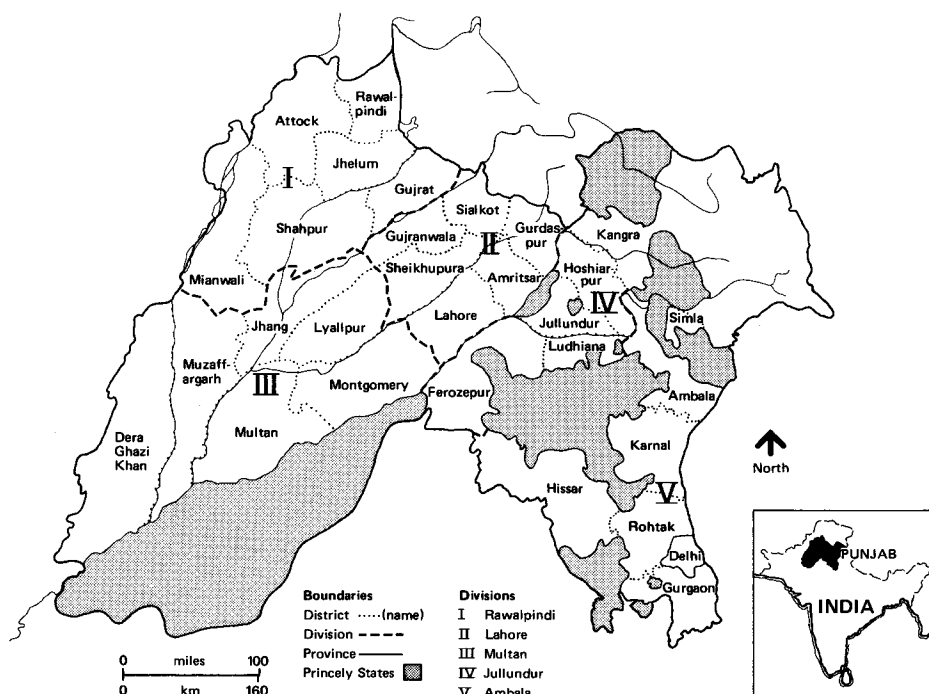 Rawal-
pindi
Attock
Jhelum
I
Gujrat
Shahpur
Sialkot
Gujranwala
II
Gurdas-
pur
Kangra
Mianwali
Sheikhupura
Amritsar
Hoshiar-
pur
IV
Jhang
Lyallpur
Lahore
Jullundur
Simla
Ludhiana
Muzaff-
argarh
III
Montgomery
Ferozepur
Ambala
Multan
Dera
Ghazi
Khan
Karnal
North
Hissar
V
Rohtak
Delhi
Gurgaon
PUNJAB
INDIA
Boundaries
District (name)
Division
Province
Princely States
Divisions
I Rawalpindi
II Lahore
III Multan
IV Jullundur
V Ambala
0 miles 100
0 km 160